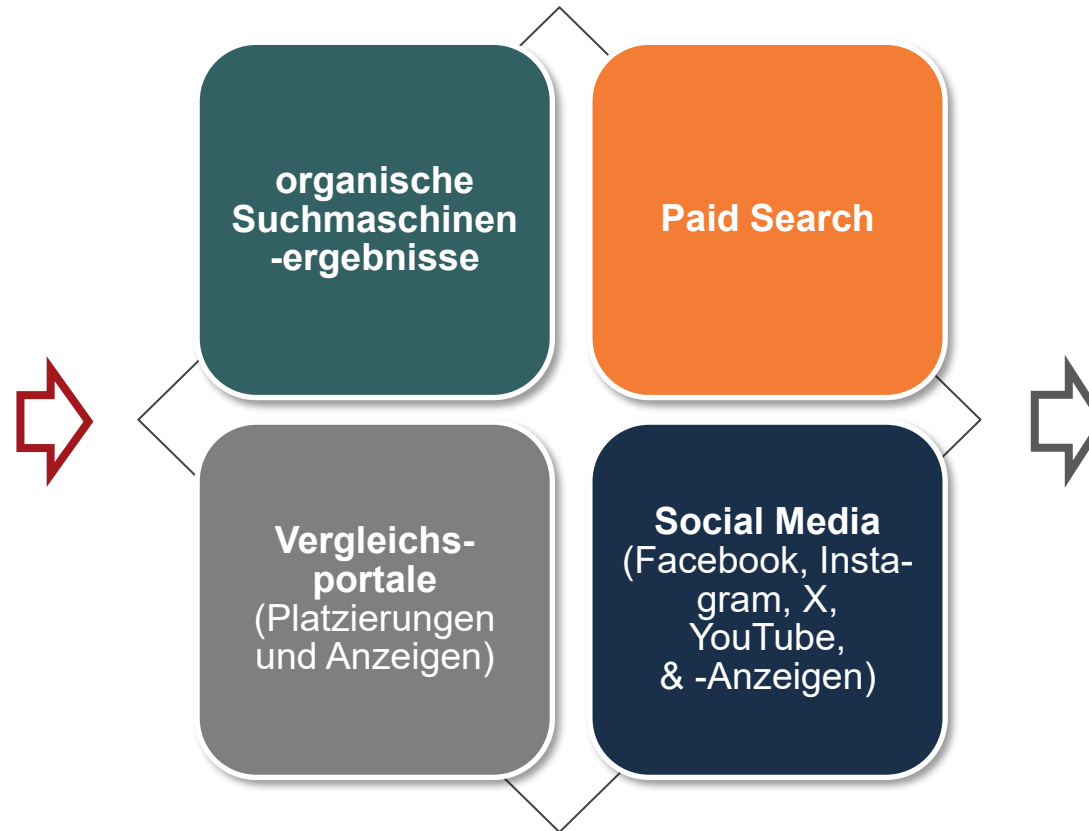 organische
Suchmaschinen
-ergebnisse
Paid Search
Vergleichs-
portale
(Platzierungen
und Anzeigen)
Social Media
(Facebook, Insta-
gram, X,
YouTube,
& -Anzeigen)